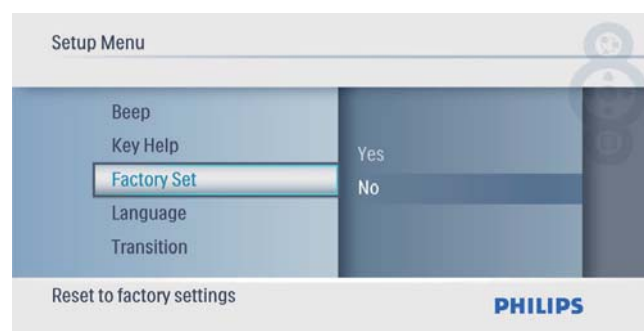 Setup Menu
Beep
Key Help
Factory Set
Language
Transition
Yes
No
Reset to factory settings
PHILIPS